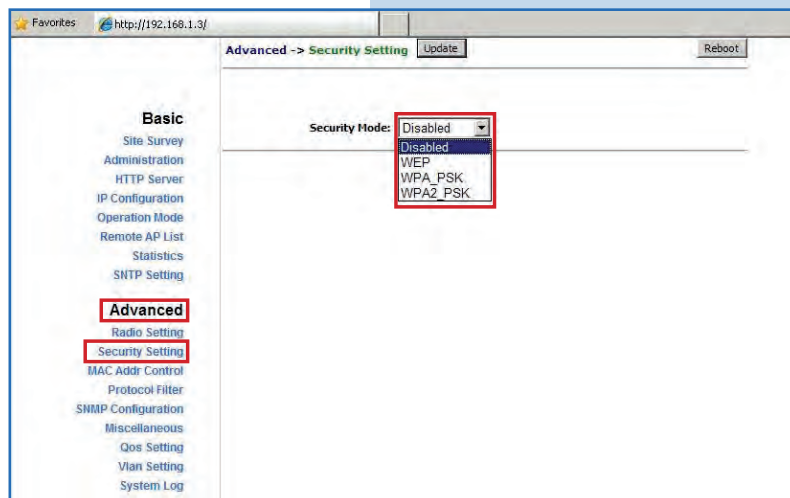 Favorites http://192.168.1.3/
Advanced -> Security Setting Update Reboot
Security Mode: Disabled
Disabled
WEP
WPA_PSK
WPA2_PSK
Basic
Site Survey
Administration
HTTP Server
IP Configuration
Operation Mode
Remote AP List
Statistics
SNTP Setting
Advanced
Radio Setting
Security Setting
MAC Addr Control
Protocol Filter
SNMP Configuration
Miscellaneous
Qos Setting
Vlan Setting
System Log